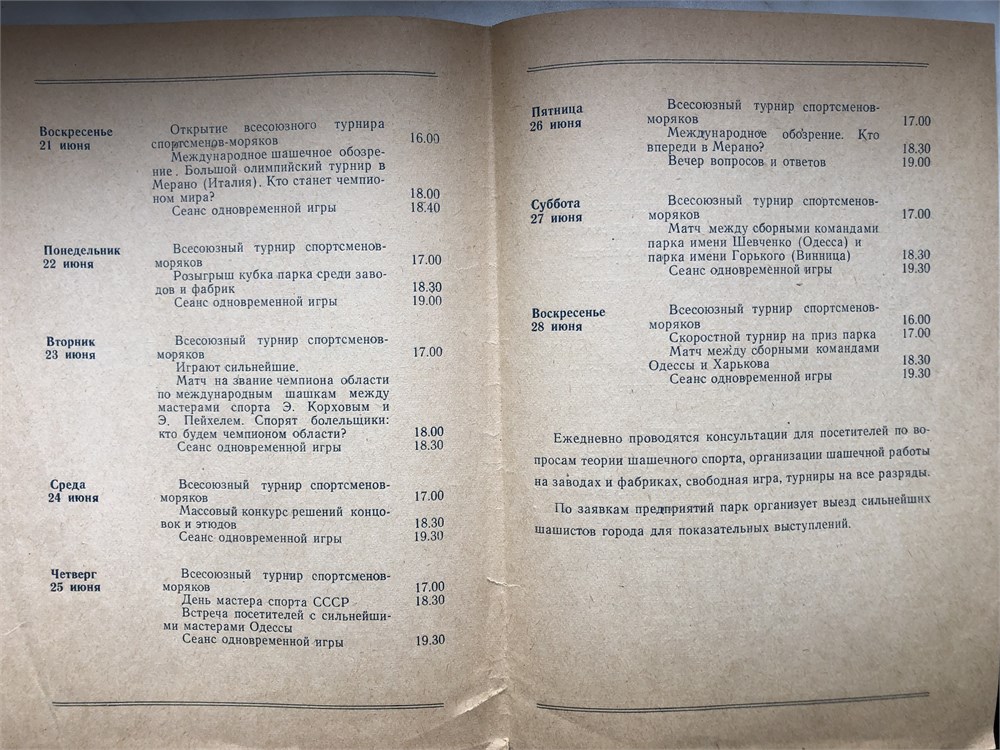 Воскресенье
21 июня
Открытие всесоюзного турнира
спортсменов-моряков 16.00
Международное шашечное обозре-
ние. Большой олимпийский турнир в
Мерано (Италия). Кто станет чемпио-
ном мира? 18.00
Сеанс одновременной игры 18.40
Понедельник
22 июня
Всесоюзный турнир спортсменов-
моряков 17.00
Розыгрыш кубка парка среди заво-
дов и фабрик 18.30
Сеанс одновременной игры 19.00
Вторник
23 июня
Всесоюзный турнир спортсменов-
моряков 17.00
Играют сильнейшие.
Матч на звание чемпиона области
по международным шашкам между
мастерами спорта Э. Корховым и
Э. Пейхелем. Спорят болельщики:
кто будем чемпионом области? 18.00
Сеанс одновременной игры 18.30
Среда
24 июня
Всесоюзный турнир спортсменов-
моряков 17.00
Массовый конкурс решений концо-
вок и этюдов 18.30
Сеанс одновременной игры 19.30
Четверг
25 июня
Всесоюзный турнир спортсменов-
моряков 17.00
День мастера спорта СССР 18.30
Встреча посетителей с сильнейши-
ми мастерами Одессы
Сеанс одновременной игры 19.30
Пятница
26 июня
Всесоюзный турнир спортсменов-
моряков 17.00
Международное обозрение. Кто
впереди в Мерано? 18.30
Вечер вопросов и ответов 19.00
Суббота
27 июня
Всесоюзный турнир спортсменов-
моряков 17.00
Матч между сборными командами
парка имени Шевченко (Одесса) и
парка имени Горького (Винница) 18.30
Сеанс одновременной игры 19.30
Воскресенье
28 июня
Всесоюзный турнир спортсменов-
моряков 16.00
Скоростной турнир на приз парка 17.00
Матч между сборными командами
Одессы и Харькова 18.30
Сеанс одновременной игры 19.30
Ежедневно проводятся консультации для посетителей по во-
просам теории шашечного спорта, организации шашечной работы
на заводах и фабриках, свободная игра, турниры на все разряды.
По заявкам предприятий парк организует выезд сильнейших
шашистов города для показательных выступлений.